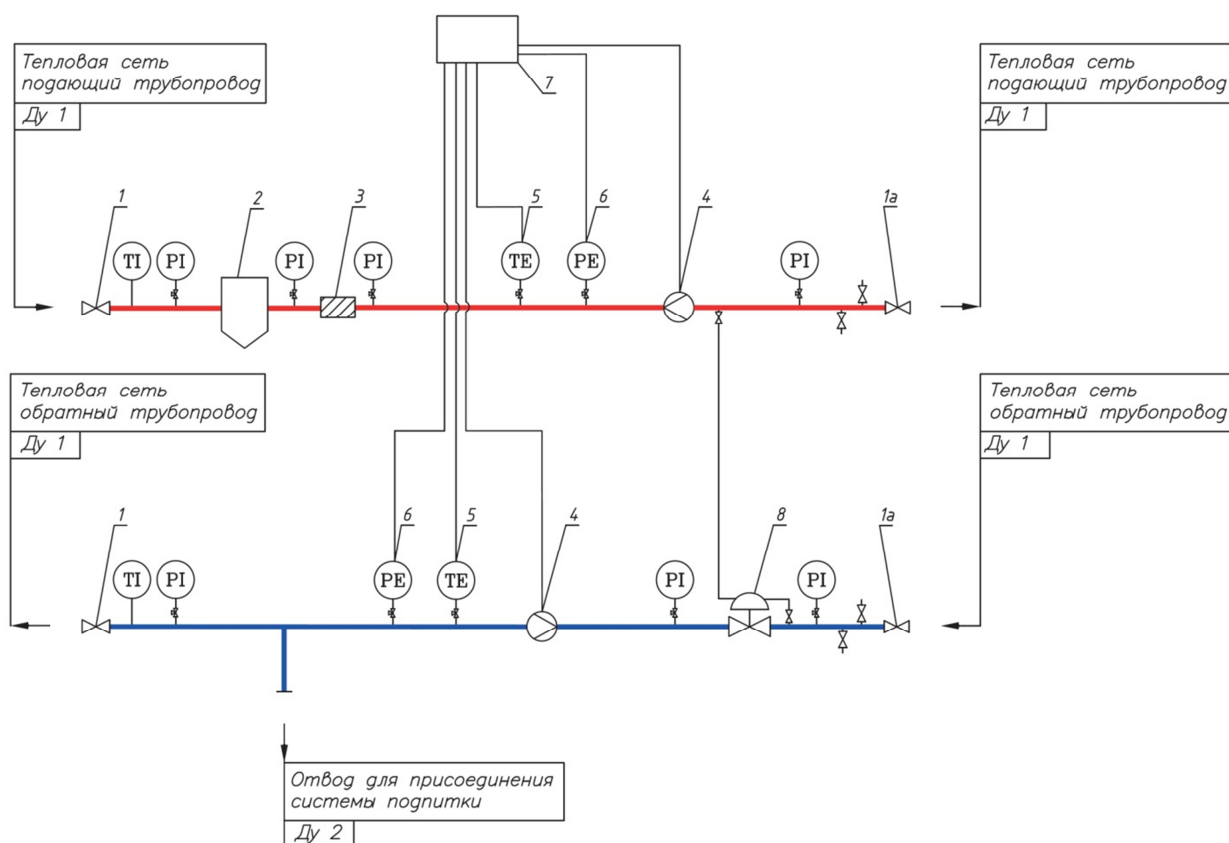 Тепловая сеть
подающий трубопровод
Ду 1
7
Тепловая сеть
подающий трубопровод
Ду 1
1
2
3
5
6
4
1а
TI
PI
PI
PI
TE
PE
PI
Тепловая сеть
обратный трубопровод
Ду 1
Тепловая сеть
обратный трубопровод
Ду 1
1
6
5
4
8
1а
TI
PI
PE
TE
PI
PI
Отвод для присоединения
системы подпитки
Ду 2